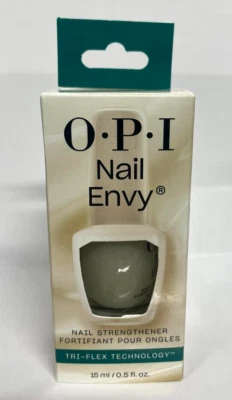 O·P·I
Nail
Envy®
NAIL STRENGTHENER
FORTIFIANT POUR ONGLES
TRI-FLEX TECHNOLOGY™
15 ml / 0.5 fl. oz.